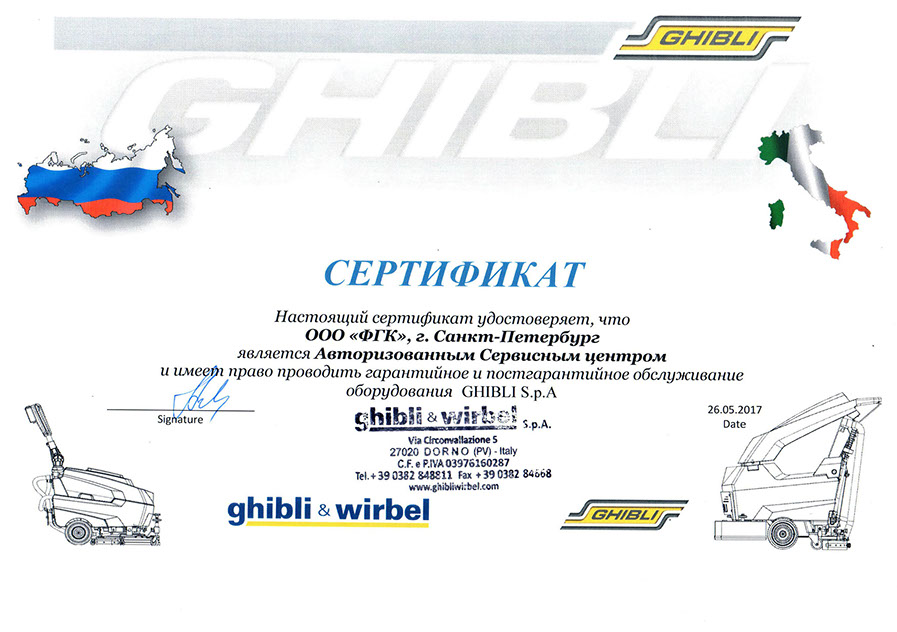 GHIBLI
GHIBLI
СЕРТИФИКАТ
Настоящий сертификат удостоверяет, что
ООО «ФГК», г. Санкт-Петербург
является Авторизованным Сервисным центром
и имеет право проводить гарантийное и постгарантийное обслуживание
оборудования GHIBLI S.p.A
Signature
26.05.2017
Date
ghibli & wirbel S.p.A.
Via Circonvallazione 5
27020 DORNO (PV) - Italy
C.F. e P.IVA 03976160287
Tel. + 39 0382 848811 Fax + 39 0382 84668
www.ghibliwirbel.com
ghibli & wirbel
GHIBLI